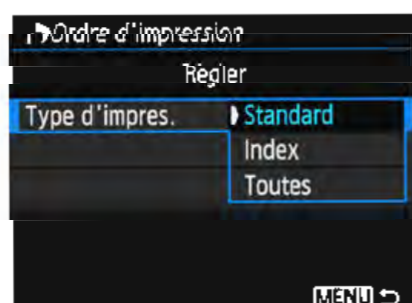 Ordre d'impression
Régler
Type d'impres. Standard
Index
Toutes
MENU